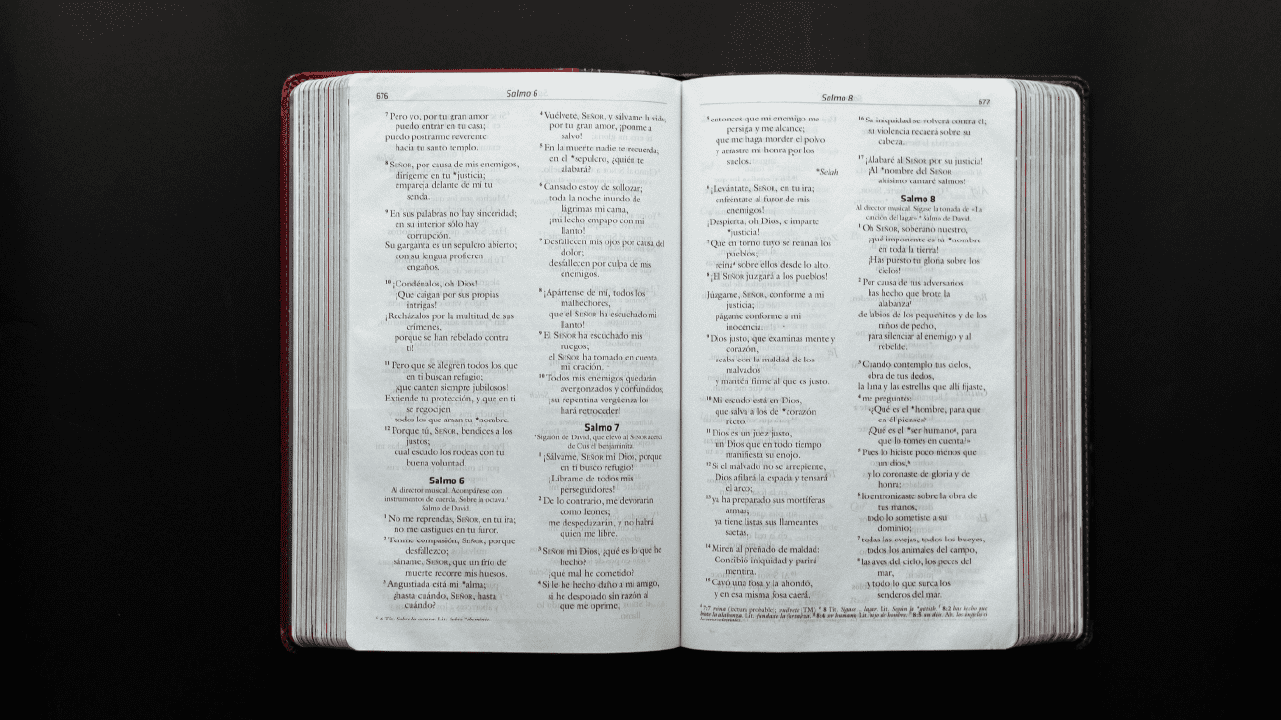 676
Salmo 6
⁷ Pero yo, por tu gran amor
puedo entrar en tu casa;
puedo postrarme reverente
hacia tu santo templo.
⁸ SEÑOR, por causa de mis enemigos,
dirígeme en tu *justicia;
empareja delante de mí tu
senda.
⁹ En sus palabras no hay sinceridad;
en su interior sólo hay
corrupción.
Su garganta es un sepulcro abierto;
con su lengua profieren
engaños.
¹⁰ ¡Condénalos, oh Dios!
¡Que caigan por sus propias
intrigas!
¡Recházalos por la multitud de sus
crímenes,
porque se han rebelado contra
ti!
¹¹ Pero que se alegren todos los que
en ti buscan refugio;
¡que canten siempre jubilosos!
Extiende tu protección, y que en ti
se regocijen
todos los que aman tu *nombre.
¹² Porque tú, SEÑOR, bendices a los
justos;
cual escudo los rodeas con tu
buena voluntad
Salmo 6
Al director musical. Acompáñese con
instrumentos de cuerda. Sobre la octava.
Salmo de David.
¹ No me reprendas, SEÑOR, en tu ira;
no me castigues en tu furor.
² Tenme compasión, SEÑOR, porque
desfallezco;
sáname, SEÑOR, que un frío de
muerte recorre mis huesos.
³ Angustiada está mi *alma;
¿hasta cuándo, SEÑOR, hasta
cuándo?
⁴ Vuélvete, SEÑOR, y sálvame la vida;
por tu gran amor, ¡ponme a
salvo!
⁵ En la muerte nadie te recuerda;
en el *sepulcro, ¿quién te
alabará?
⁶ Cansado estoy de sollozar;
toda la noche inundo de
lágrimas mi cama,
¡mi lecho empapo con mi
llanto!
⁷ Desfallecen mis ojos por causa del
dolor;
desfallecen por culpa de mis
enemigos.
⁸ ¡Apártense de mí, todos los
malhechores,
que el SEÑOR ha escuchado mi
llanto!
⁹ El SEÑOR ha escuchado mis
ruegos;
el SEÑOR ha tomado en cuenta
mi oración.
¹⁰ Todos mis enemigos quedarán
avergonzados y confundidos;
¡su repentina vergüenza los
hará retroceder!
Salmo 7
Sigaión de David, que elevó al SEÑOR acerca
de Cus el benjaminita.
¹ ¡Sálvame, SEÑOR mi Dios, porque
en ti busco refugio!
¡Líbrame de todos mis
perseguidores!
² De lo contrario, me devorarán
como leones;
me despedazarán, y no habrá
quien me libre.
³ SEÑOR mi Dios, ¿qué es lo que he
hecho?
¿qué mal he cometido?
⁴ Si le he hecho daño a mi amigo,
si he despojado sin razón al
que me oprime,
Salmo 8
677
⁵ entonces que mi enemigo me
persiga y me alcance;
que me haga morder el polvo
y arrastre mi honra por los
suelos.
*Selah
⁶ ¡Levántate, SEÑOR, en tu ira;
enfréntate al furor de mis
enemigos!
¡Despierta, oh Dios, e imparte
*justicia!
⁷ Que en torno tuyo se reúnan los
pueblos;
reina sobre ellos desde lo alto.
⁸ ¡El SEÑOR juzgará a los pueblos!
Júzgame, SEÑOR, conforme a mi
justicia;
págame conforme a mi
inocencia.
⁹ Dios justo, que examinas mente y
corazón,
acaba con la maldad de los
malvados
y mantén firme al que es justo.
¹⁰ Mi escudo está en Dios,
que salva a los de *corazón
recto.
¹¹ Dios es un juez justo,
un Dios que en todo tiempo
manifiesta su enojo.
¹² Si el malvado no se arrepiente,
Dios afilará la espada y tensará
el arco;
¹³ ya ha preparado sus mortíferas
armas;
ya tiene listas sus llameantes
saetas.
¹⁴ Miren al preñado de maldad:
Concibió iniquidad y parirá
mentira.
¹⁵ Cavó una fosa y la ahondó,
y en esa misma fosa caerá.
¹⁶ Su iniquidad se volverá contra él;
su violencia recaerá sobre su
cabeza.
¹⁷ ¡Alabaré al SEÑOR por su justicia!
¡Al *nombre del SEÑOR
altísimo cantaré salmos!
Salmo 8
Al director musical. Sígase la tonada de «La
canción del lagar». Salmo de David.
¹ Oh SEÑOR, soberano nuestro,
¡qué imponente es tu *nombre
en toda la tierra!
¡Has puesto tu gloria sobre los
cielos!
² Por causa de tus adversarios
has hecho que brote la
alabanza
de labios de los pequeñitos y de los
niños de pecho,
para silenciar al enemigo y al
rebelde.
³ Cuando contemplo tus cielos,
obra de tus dedos,
la luna y las estrellas que allí fijaste,
⁴ me pregunto:
«¿Qué es el *hombre, para que
en él pienses?
¿Qué es el *ser humano, para
que lo tomes en cuenta?»
⁵ Pues lo hiciste poco menos que
un dios,
y lo coronaste de gloria y de
honra;
⁶ lo entronizaste sobre la obra de
tus manos,
todo lo sometiste a su
dominio;
⁷ todas las ovejas, todos los bueyes,
todos los animales del campo,
⁸ las aves del cielo, los peces del
mar,
y todo lo que surca los
senderos del mar.